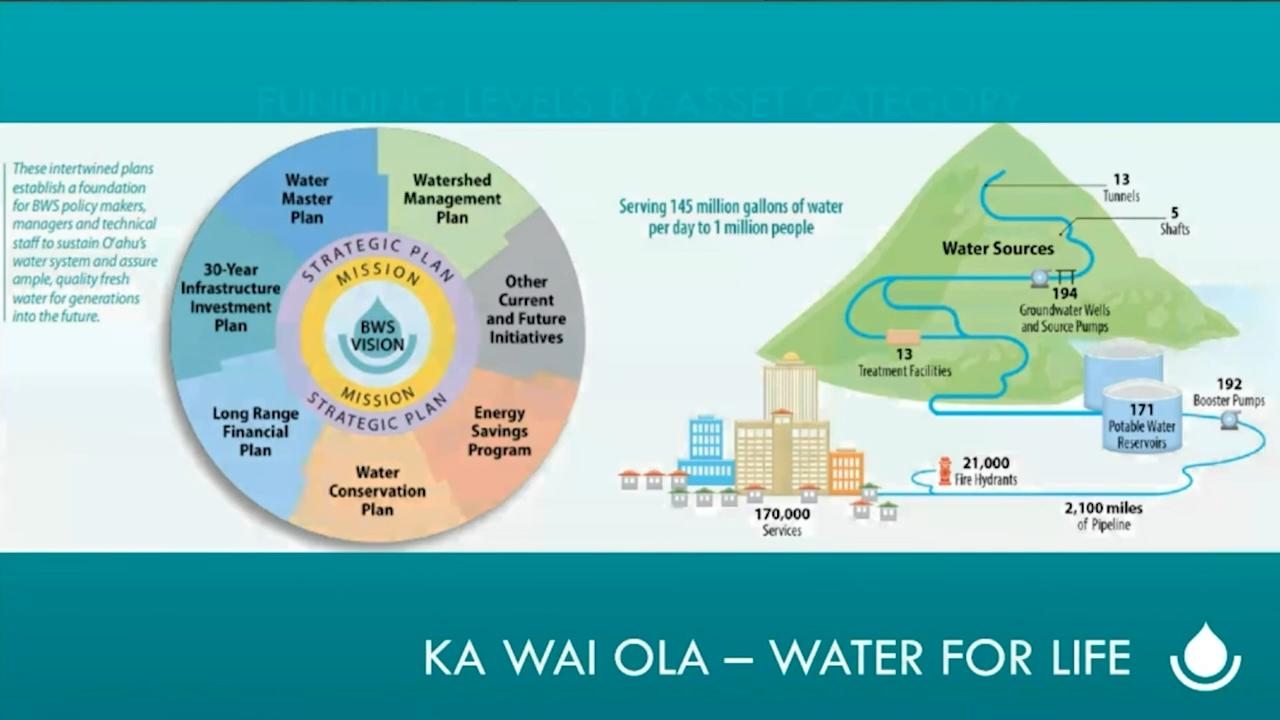 FUNDING LEVELS BY ASSET CATEGORY
These intertwined plans
establish a foundation
for BWS policy makers,
managers and technical
staff to sustain O'ahu's
water system and assure
ample, quality fresh
water for generations
into the future.
Water
Master
Plan
Watershed
Management
Plan
30-Year
Infrastructure
Investment
Plan
Other
Current
and Future
Initiatives
Long Range
Financial
Plan
Energy
Savings
Program
Water
Conservation
Plan
STRATEGIC PLAN
MISSION
BWS
VISION
MISSION
STRATEGIC PLAN
Serving 145 million gallons of water
per day to 1 million people
13
Tunnels
5
Shafts
Water Sources
194
Groundwater Wells
and Source Pumps
13
Treatment Facilities
171
Potable Water
Reservoirs
192
Booster Pumps
21,000
Fire Hydrants
170,000
Services
2,100 miles
of Pipeline
KA WAI OLA – WATER FOR LIFE